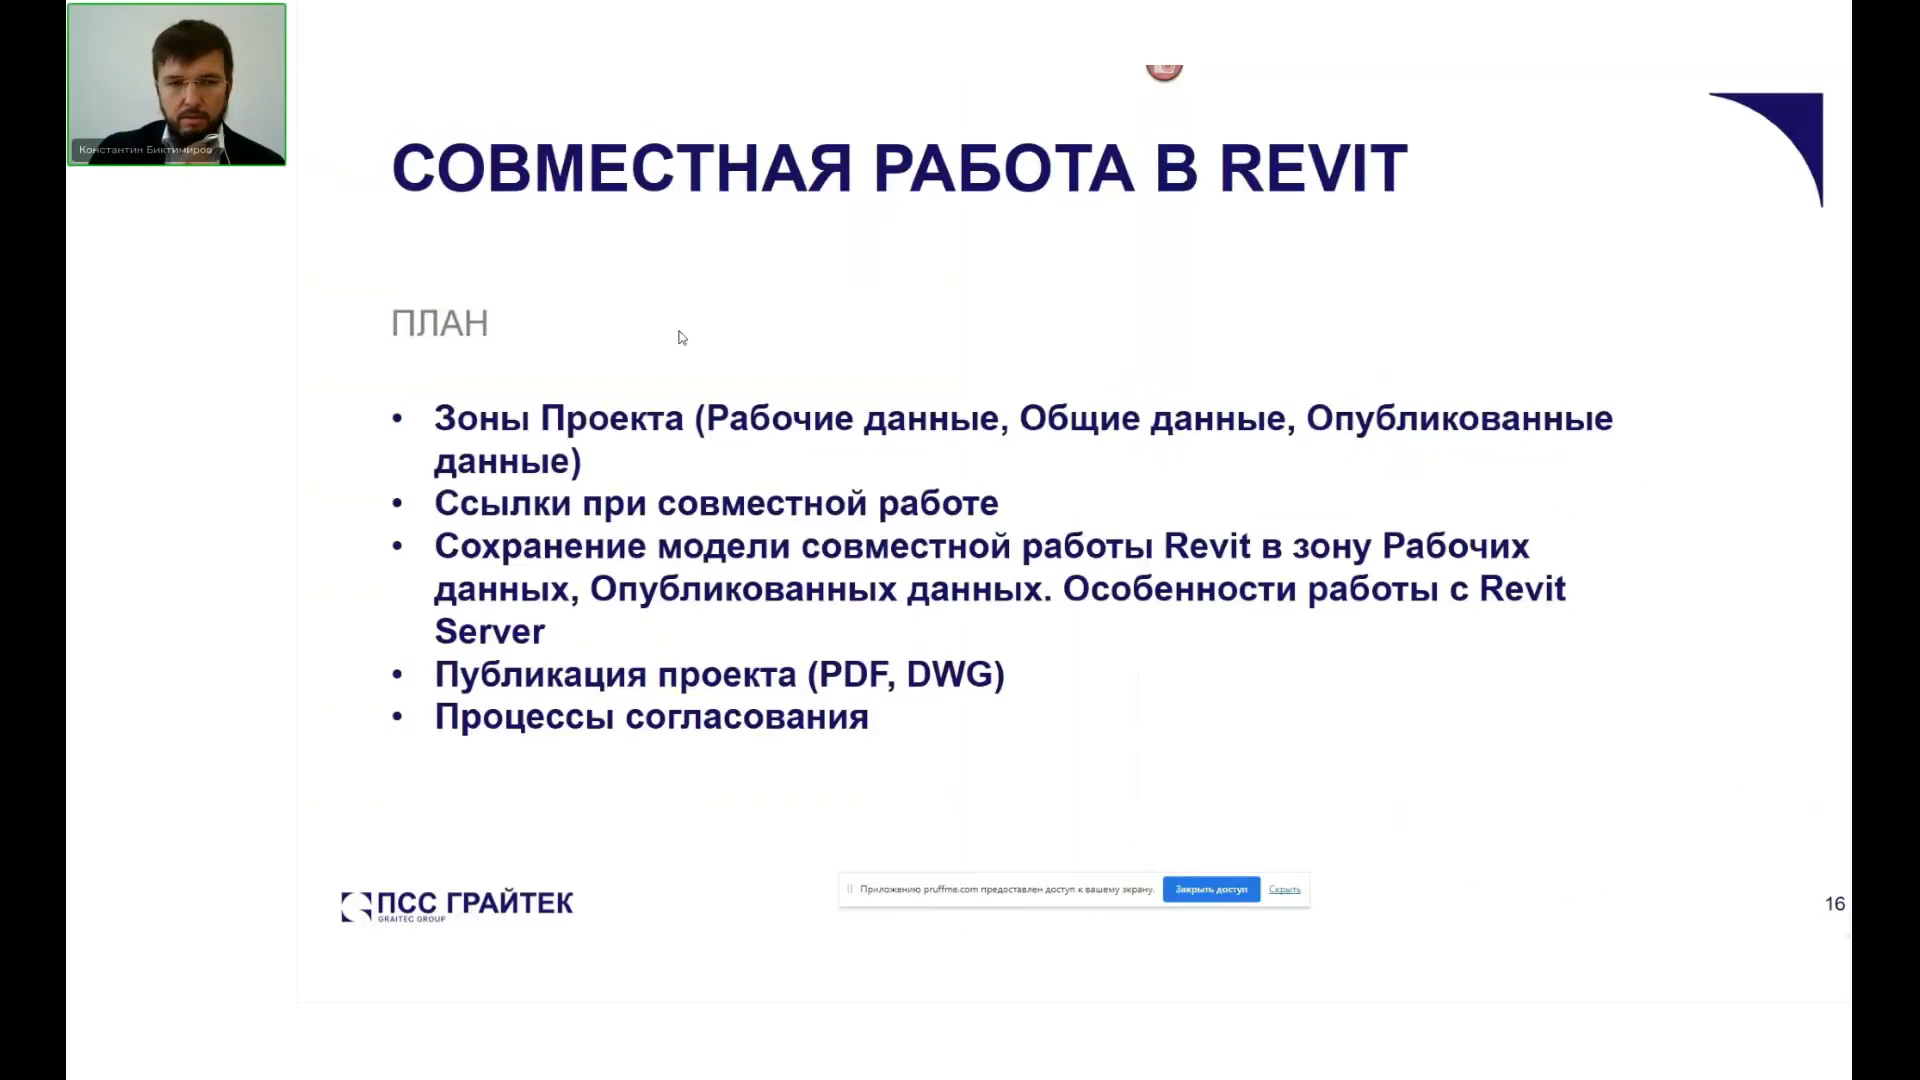 Константин Биктимиров
СОВМЕСТНАЯ РАБОТА В REVIT
ПЛАН
• Зоны Проекта (Рабочие данные, Общие данные, Опубликованные
данные)
• Ссылки при совместной работе
• Сохранение модели совместной работы Revit в зону Рабочих
данных, Опубликованных данных. Особенности работы с Revit
Server
• Публикация проекта (PDF, DWG)
• Процессы согласования
ПСС ГРАЙТЕК
GRAITEC GROUP
Приложению pruffme.com предоставлен доступ к вашему экрану.
Закрыть доступ
Скрыть
16